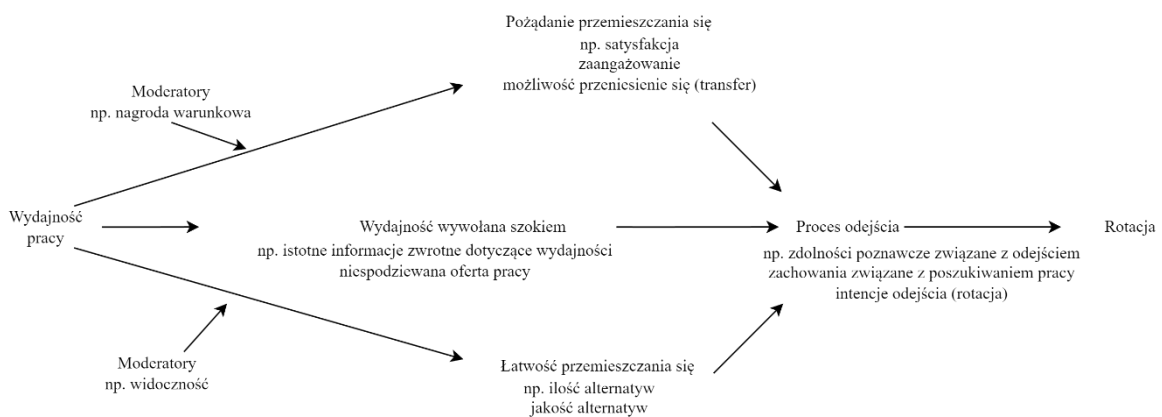 Pożądanie przemieszczania się
np. satysfakcja
zaangażowanie
możliwość przeniesienie się (transfer)
Moderatory
np. nagroda warunkowa
Wydajność
pracy
Wydajność wywołana szokiem
np. istotne informacje zwrotne dotyczące wydajności
niespodziewana oferta pracy
Proces odejścia
np. zdolności poznawcze związane z odejściem
zachowania związane z poszukiwaniem pracy
intencje odejścia (rotacja)
Rotacja
Moderatory
np. widoczność
Łatwość przemieszczania się
np. ilość alternatyw
jakość alternatyw